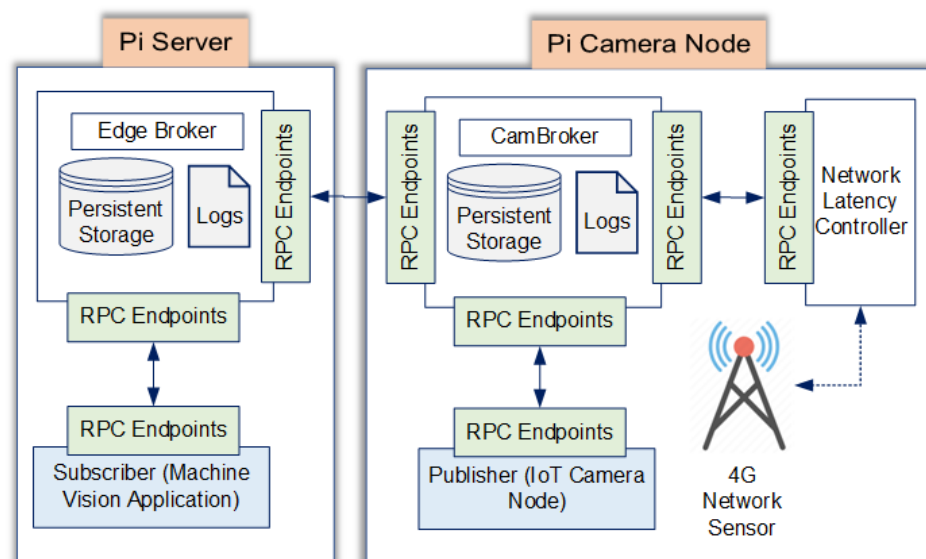 Pi Server
Edge Broker
Persistent
Storage
Logs
RPC Endpoints
RPC Endpoints
RPC Endpoints
Subscriber (Machine
Vision Application)
Pi Camera Node
RPC Endpoints
CamBroker
Persistent
Storage
Logs
RPC Endpoints
RPC Endpoints
RPC Endpoints
Publisher (IoT Camera
Node)
RPC Endpoints
Network
Latency
Controller
4G
Network
Sensor